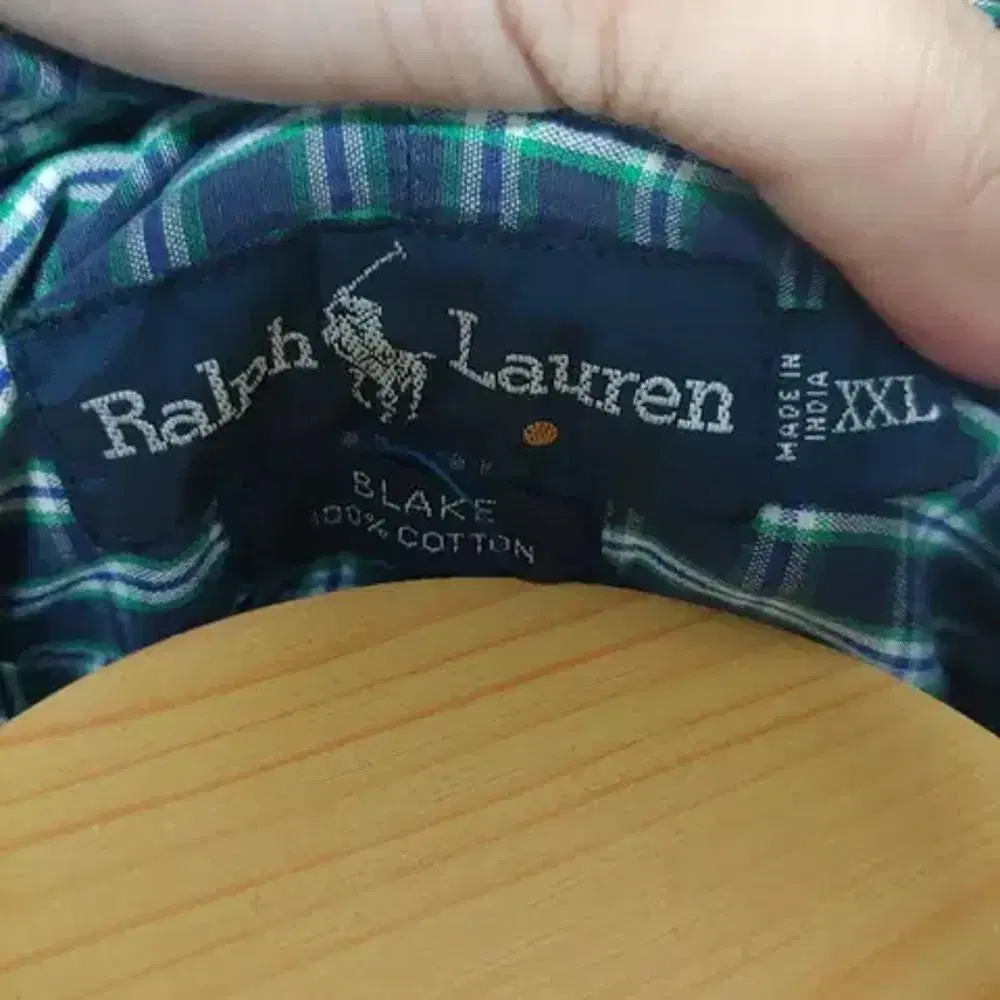 Ralph Lauren
MADE IN
INDIA
XXL
BLAKE
100% COTTON